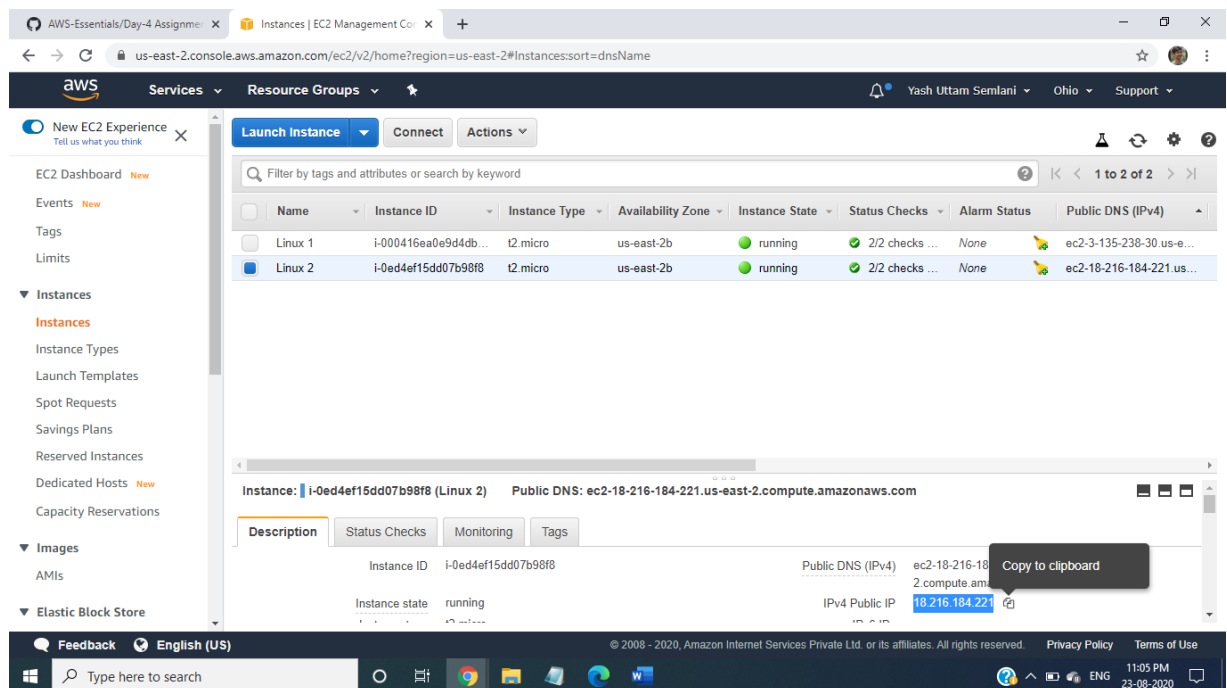 AWS-Essentials/Day-4 Assignme
Instances | EC2 Management Con
us-east-2.console.aws.amazon.com/ec2/v2/home?region=us-east-2#Instances:sort=dnsName
aws Services Resource Groups Yash Uttam Semlani Ohio Support
New EC2 Experience
Tell us what you think
EC2 Dashboard New
Events New
Tags
Limits
Instances
Instances
Instance Types
Launch Templates
Spot Requests
Savings Plans
Reserved Instances
Dedicated Hosts New
Capacity Reservations
Images
AMIs
Elastic Block Store
Launch Instance Connect Actions
Filter by tags and attributes or search by keyword
1 to 2 of 2
Name Instance ID Instance Type Availability Zone Instance State Status Checks Alarm Status Public DNS (IPv4)
Linux 1 i-000416ea0e9d4db... t2.micro us-east-2b running 2/2 checks ... None ec2-3-135-238-30.us-e...
Linux 2 i-0ed4ef15dd07b98f8 t2.micro us-east-2b running 2/2 checks ... None ec2-18-216-184-221.us...
Instance: i-0ed4ef15dd07b98f8 (Linux 2) Public DNS: ec2-18-216-184-221.us-east-2.compute.amazonaws.com
Description Status Checks Monitoring Tags
Instance ID i-0ed4ef15dd07b98f8 Public DNS (IPv4) ec2-18-216-18
2.compute.ama
Copy to clipboard
Instance state running IPv4 Public IP 18.216.184.221
Feedback English (US) © 2008 - 2020, Amazon Internet Services Private Ltd. or its affiliates. All rights reserved. Privacy Policy Terms of Use
Type here to search ENG 11:05 PM
23-08-2020